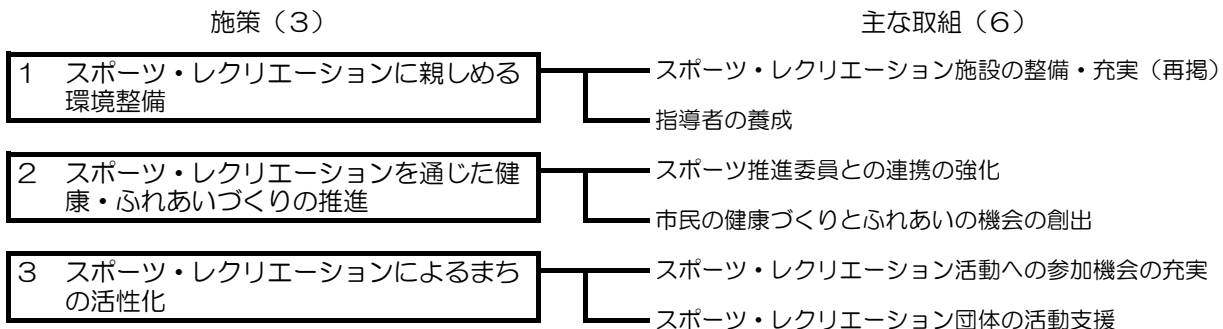 施策（３）
主な取組（６）
１　スポーツ・レクリエーションに親しめる
環境整備
スポーツ・レクリエーション施設の整備・充実（再掲）
指導者の養成
２　スポーツ・レクリエーションを通じた健
康・ふれあいづくりの推進
スポーツ推進委員との連携の強化
市民の健康づくりとふれあいの機会の創出
３　スポーツ・レクリエーションによるまち
の活性化
スポーツ・レクリエーション活動への参加機会の充実
スポーツ・レクリエーション団体の活動支援